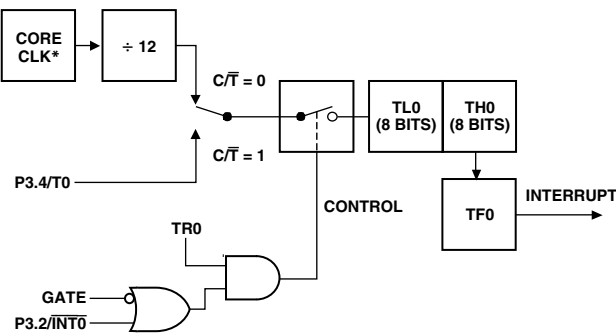 CORE
CLK*
÷ 12
C/T̅ = 0
TL0
(8 BITS)
TH0
(8 BITS)
C/T̅ = 1
P3.4/T0
INTERRUPT
CONTROL
TF0
TR0
GATE
P3.2/I̅N̅T̅0̅